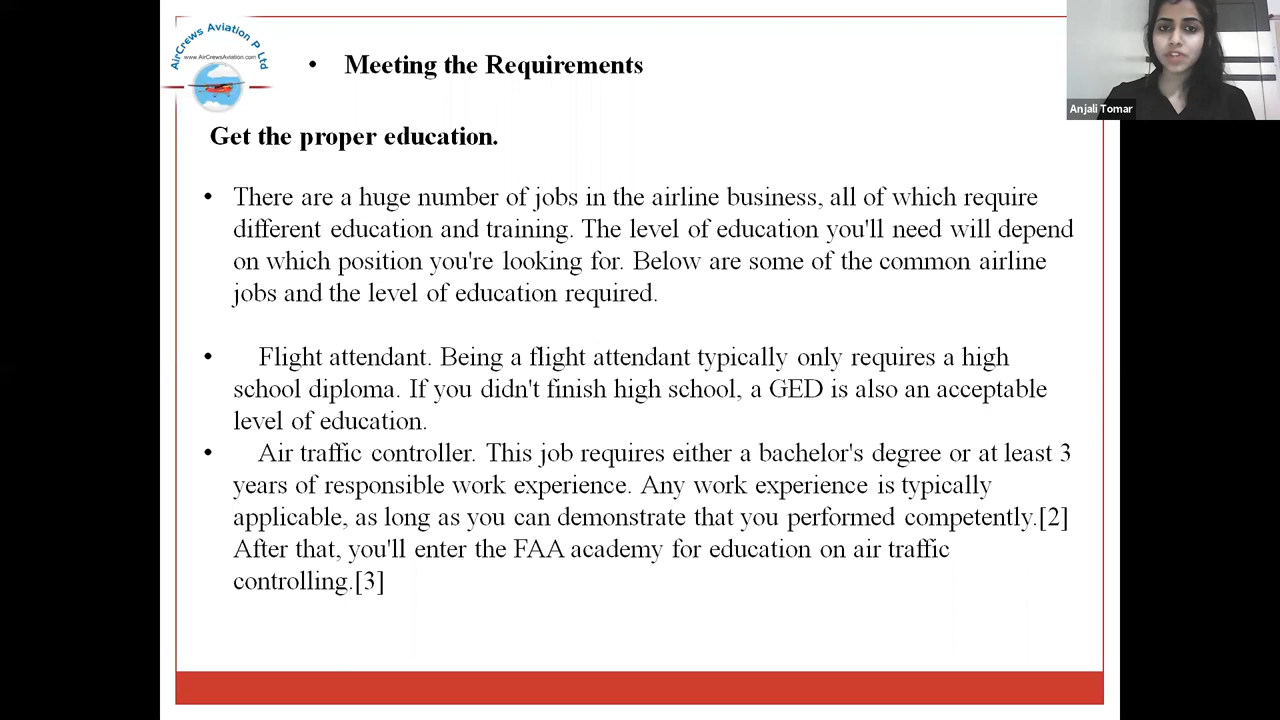 AirCrews Aviation P Ltd
www.AirCrewsAviation.com
• Meeting the Requirements
Anjali Tomar
Get the proper education.
• There are a huge number of jobs in the airline business, all of which require
different education and training. The level of education you'll need will depend
on which position you're looking for. Below are some of the common airline
jobs and the level of education required.
• Flight attendant. Being a flight attendant typically only requires a high
school diploma. If you didn't finish high school, a GED is also an acceptable
level of education.
• Air traffic controller. This job requires either a bachelor's degree or at least 3
years of responsible work experience. Any work experience is typically
applicable, as long as you can demonstrate that you performed competently.[2]
After that, you'll enter the FAA academy for education on air traffic
controlling.[3]